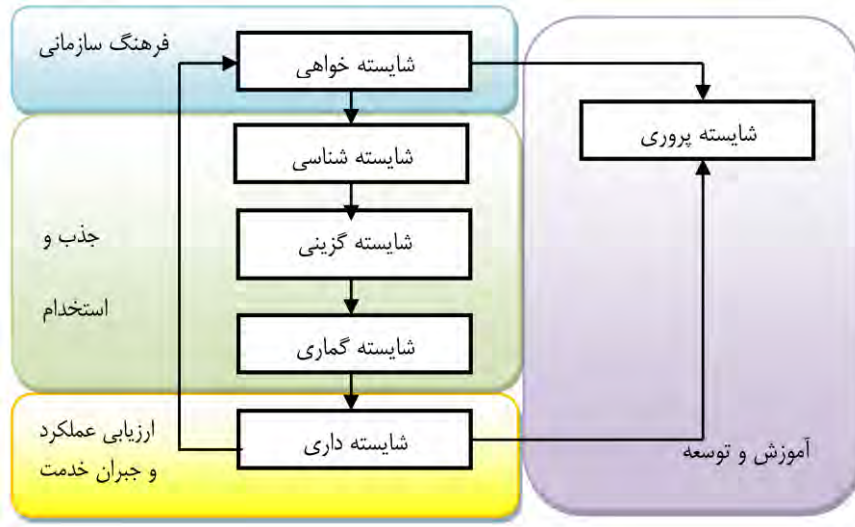 فرهنگ سازمانی
شایسته خواهی
شایسته پروری
شایسته شناسی
جذب و
استخدام
شایسته گزینی
شایسته گماری
ارزیابی عملکرد
و جبران خدمت
شایسته داری
آموزش و توسعه